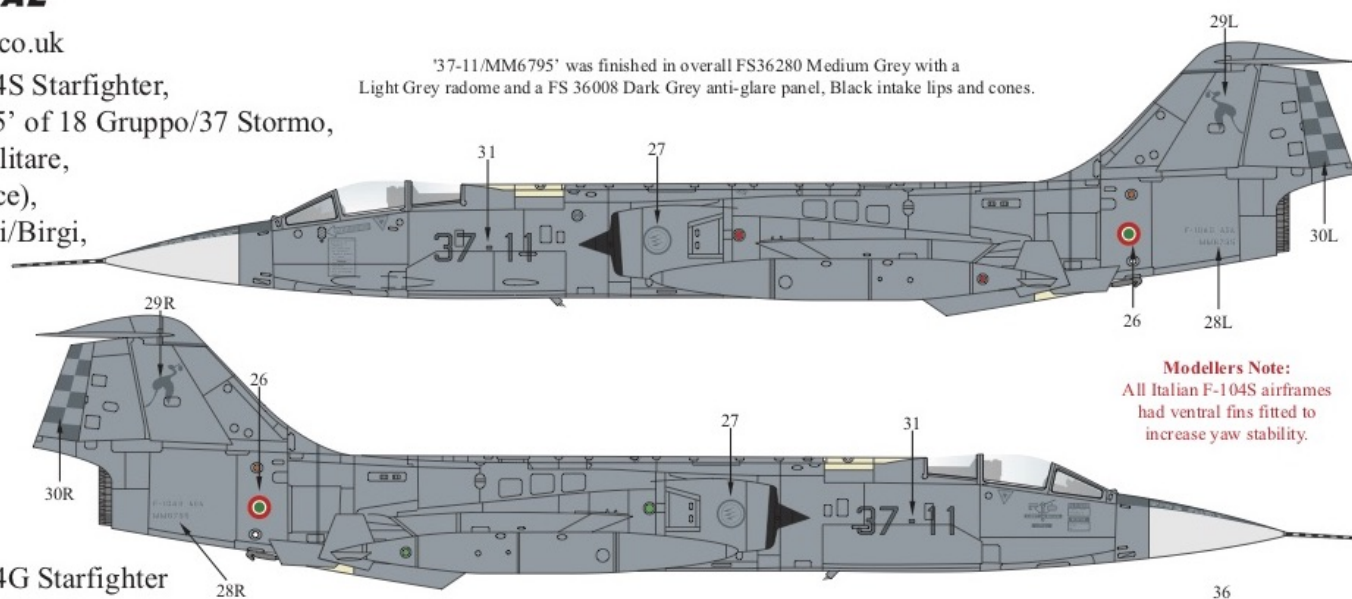 co.uk
4S Starfighter,
5’ of 18 Gruppo/37 Stormo,
litare,
ce),
i/Birgi,
'37-11/MM6795’ was finished in overall FS36280 Medium Grey with a
Light Grey radome and a FS 36008 Dark Grey anti-glare panel, Black intake lips and cones.
29L
31
27
37 11
30L
26
28L
29R
26
Modellers Note:
All Italian F-104S airframes
had ventral fins fitted to
increase yaw stability.
27
31
30R
37 11
28R
4G Starfighter
36